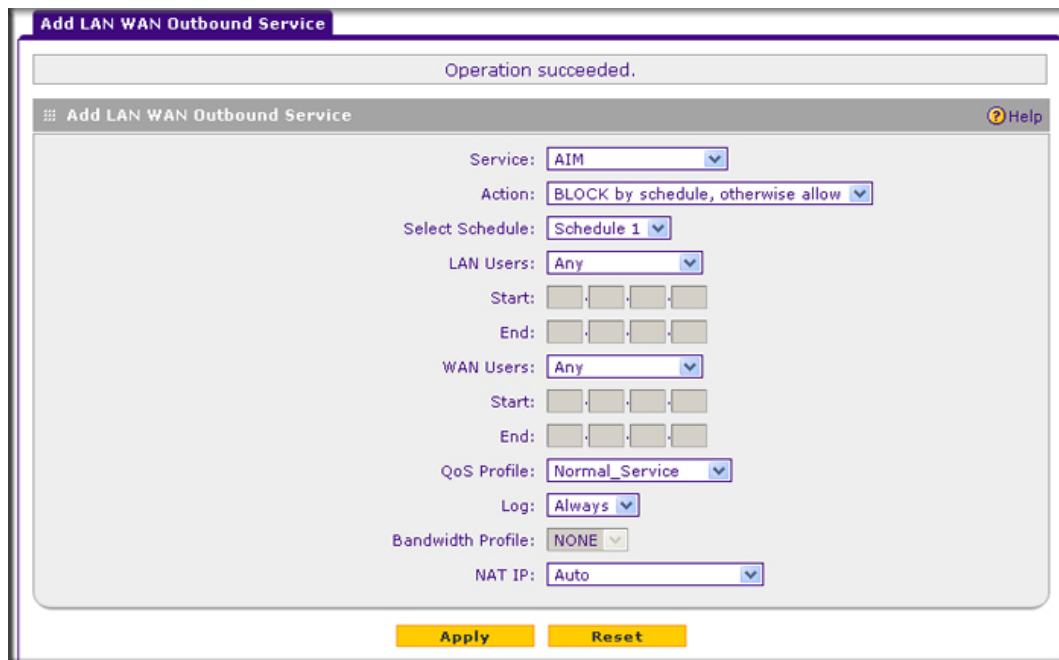 Add LAN WAN Outbound Service
Operation succeeded.
Add LAN WAN Outbound Service
Help
Service: AIM
Action: BLOCK by schedule, otherwise allow
Select Schedule: Schedule 1
LAN Users: Any
Start:
End:
WAN Users: Any
Start:
End:
QoS Profile: Normal_Service
Log: Always
Bandwidth Profile: NONE
NAT IP: Auto
Apply Reset